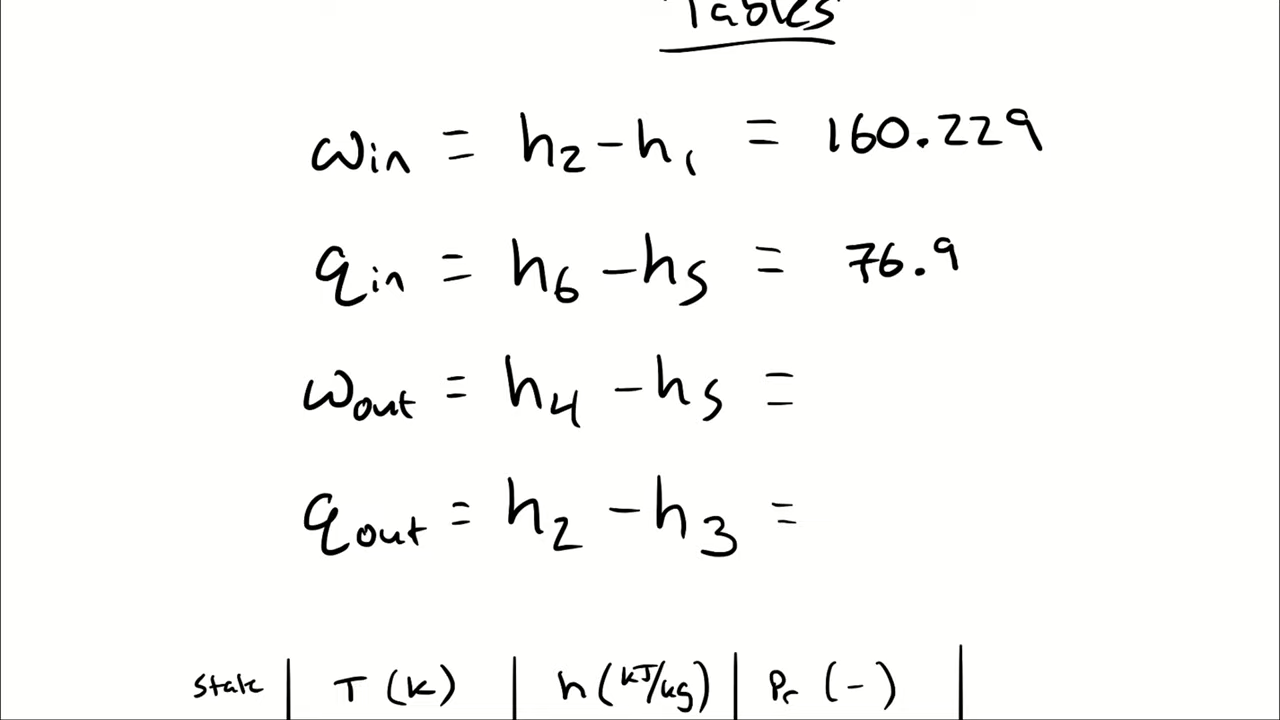 Tables
win = h2 - h1 = 160.229
qin = h6 - h5 = 76.9
wout = h4 - h5 =
qout = h2 - h3 =
State | T (K) | h (kJ/kg) | Pr (-) |